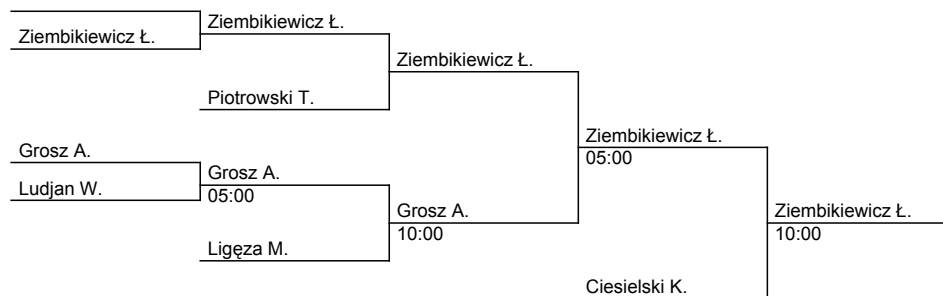 Ziembikiewicz Ł.
Ziembikiewicz Ł.
Ziembikiewicz Ł.
Piotrowski T.
Ziembikiewicz Ł.
05:00
Grosz A.
Grosz A.
05:00
Ludjan W.
Grosz A.
10:00
Ziembikiewicz Ł.
10:00
Ligęza M.
Ciesielski K.